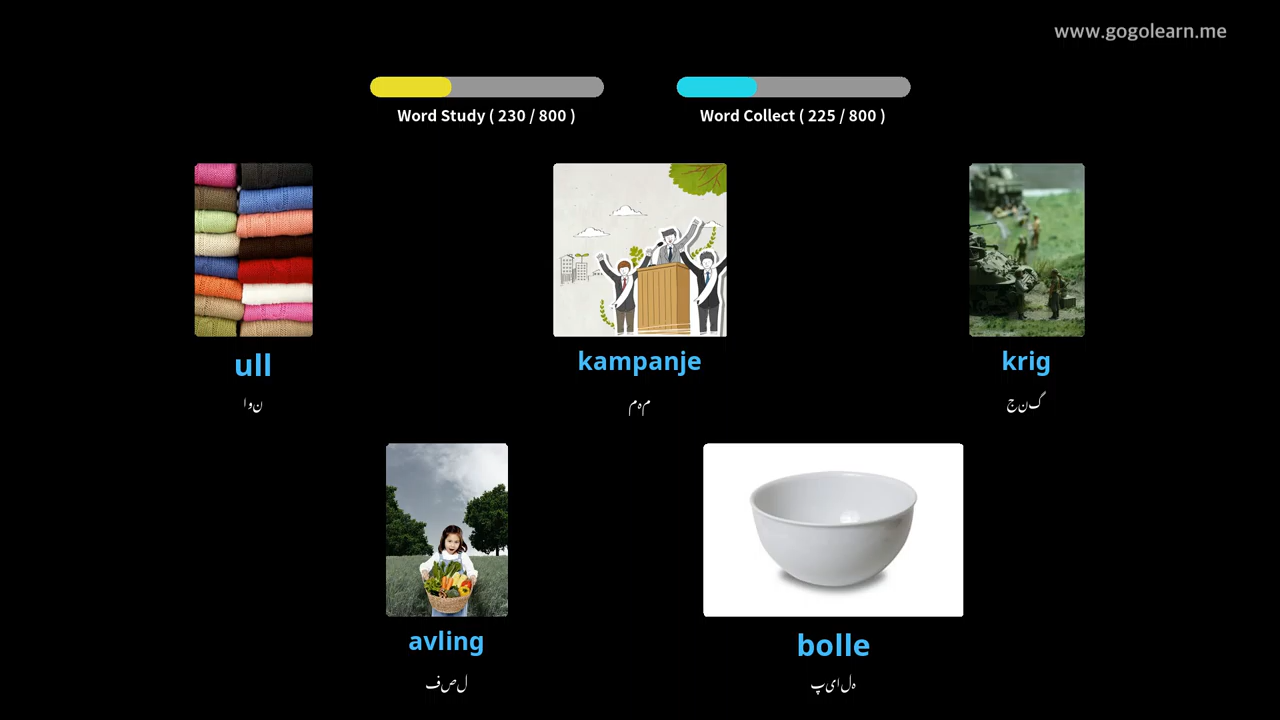 www.gogolearn.me
Word Study ( 230 / 800 )
Word Collect ( 225 / 800 )
ull
اون
kampanje
مہم
krig
جنگ
avling
فصل
bolle
پیالہ